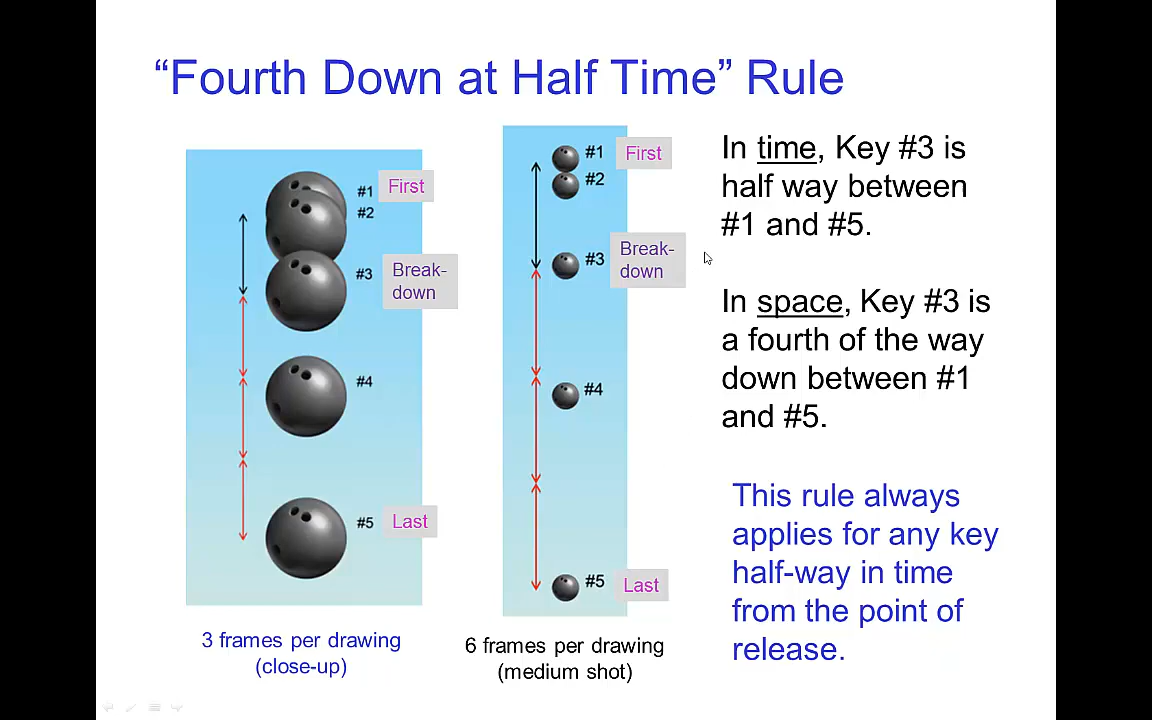 “Fourth Down at Half Time” Rule
#1 First
#2
#3 Break-
down
#4
#5 Last
3 frames per drawing
(close-up)
#1 First
#2
#3 Break-
down
#4
#5 Last
6 frames per drawing
(medium shot)
In time, Key #3 is
half way between
#1 and #5.
In space, Key #3 is
a fourth of the way
down between #1
and #5.
This rule always
applies for any key
half-way in time
from the point of
release.